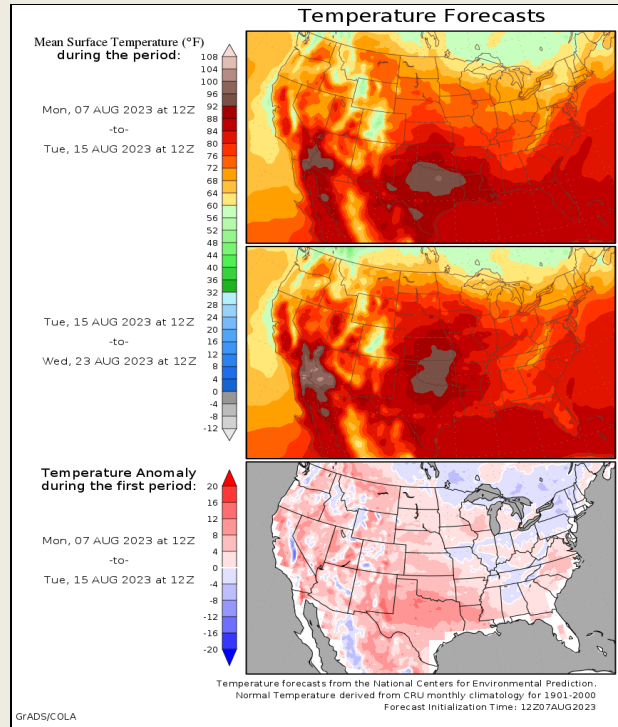 Temperature Forecasts
Mean Surface Temperature (°F)
during the period:
Mon, 07 AUG 2023 at 12Z
-to-
Tue, 15 AUG 2023 at 12Z
108
104
100
96
92
88
84
80
76
72
68
64
60
56
52
48
44
40
36
32
28
24
20
16
12
8
4
0
-4
-8
-12
Tue, 15 AUG 2023 at 12Z
-to-
Wed, 23 AUG 2023 at 12Z
Temperature Anomaly
during the first period:
Mon, 07 AUG 2023 at 12Z
-to-
Tue, 15 AUG 2023 at 12Z
20
16
12
8
4
0
-4
-8
-12
-16
-20
Temperature forecasts from the National Centers for Environmental Prediction.
Normal Temperature derived from CRU monthly climatology for 1901-2000
Forecast Initialization Time: 12Z07AUG2023
GrADS/COLA